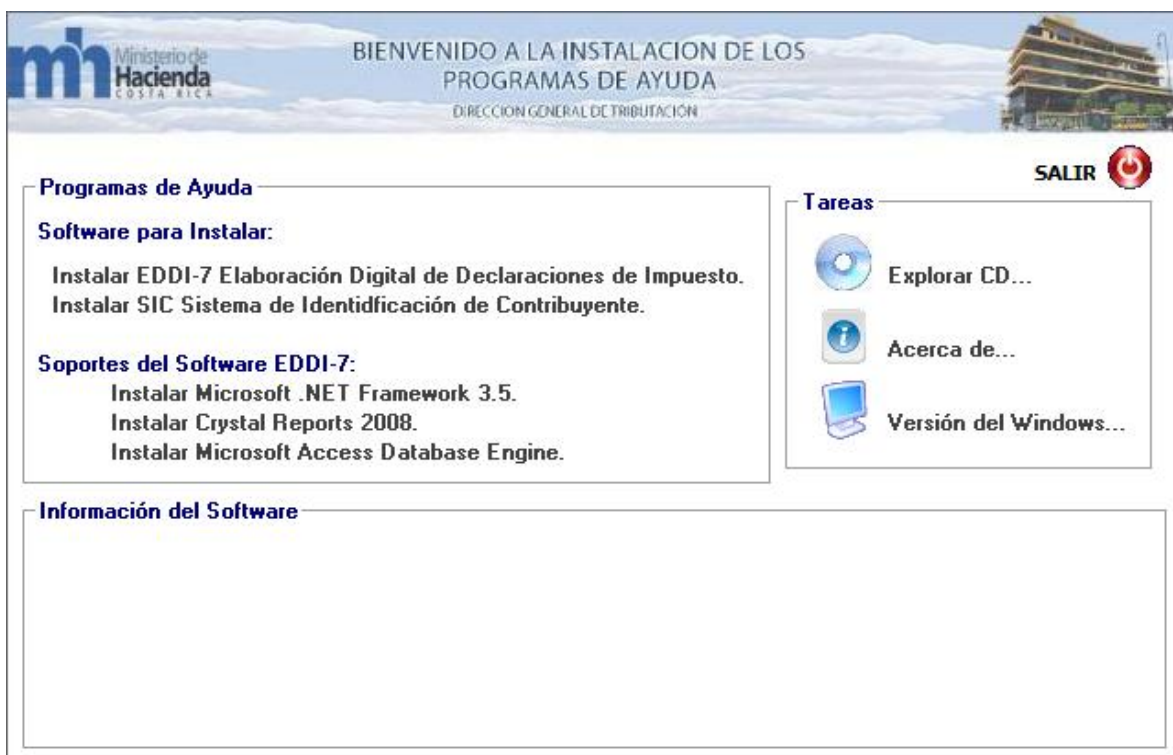 mh Ministerio de
Hacienda
COSTA RICA
BIENVENIDO A LA INSTALACION DE LOS
PROGRAMAS DE AYUDA
DIRECCION GENERAL DE TRIBUTACIÓN
SALIR
Programas de Ayuda
Software para Instalar:
Instalar EDDI-7 Elaboración Digital de Declaraciones de Impuesto.
Instalar SIC Sistema de Identidficación de Contribuyente.
Soportes del Software EDDI-7:
Instalar Microsoft .NET Framework 3.5.
Instalar Crystal Reports 2008.
Instalar Microsoft Access Database Engine.
Tareas
Explorar CD...
Acerca de...
Versión del Windows...
Información del Software